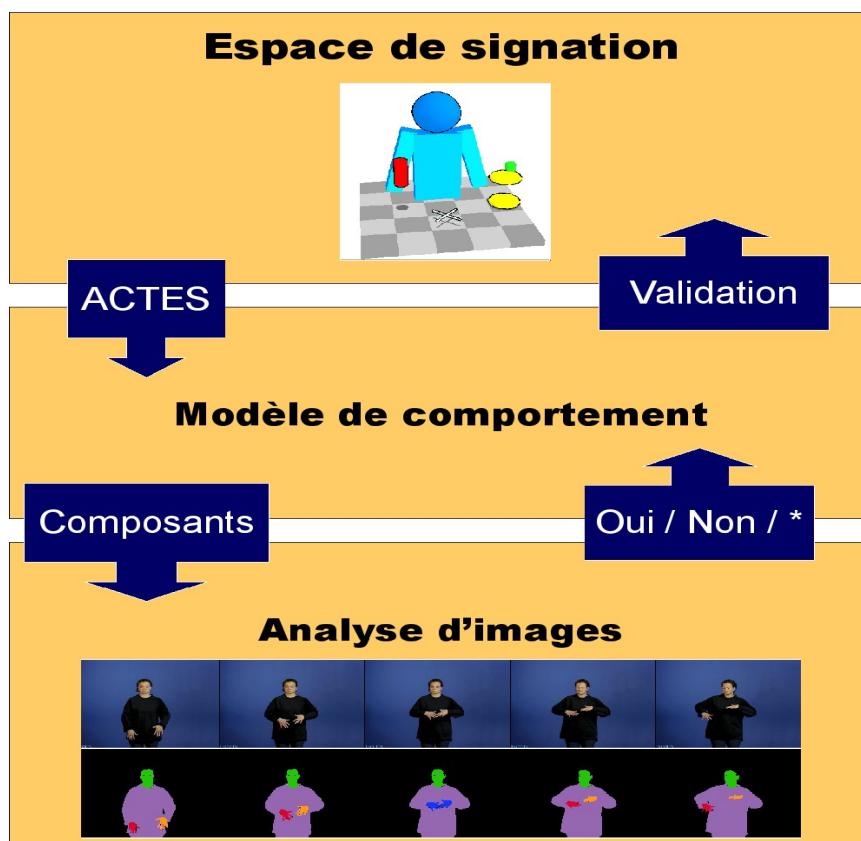 Espace de signation
ACTES
Validation
Modèle de comportement
Composants
Oui / Non / *
Analyse d’images